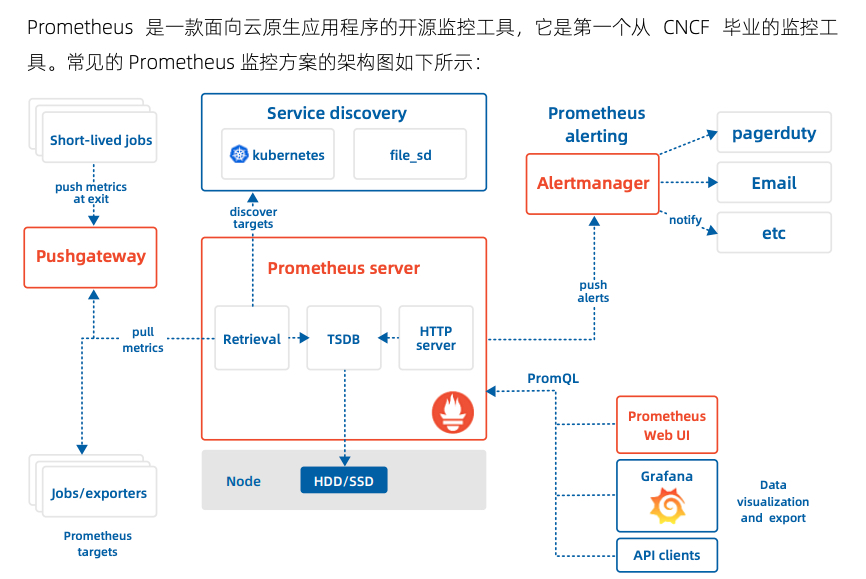 Prometheus 是一款面向云原生应用程序的开源监控工具，它是第一个从 CNCF 毕业的监控工
具。常见的 Prometheus 监控方案的架构图如下所示：
Short-lived jobs
push metrics
at exit
Pushgateway
pull
metrics
Jobs/exporters
Prometheus
targets
Service discovery
kubernetes
file_sd
discover
targets
Prometheus server
Retrieval
TSDB
HTTP
server
Node
HDD/SSD
Prometheus
alerting
Alertmanager
pagerduty
Email
notify
etc
push
alerts
PromQL
Prometheus
Web UI
Grafana
API clients
Data
visualization
and export